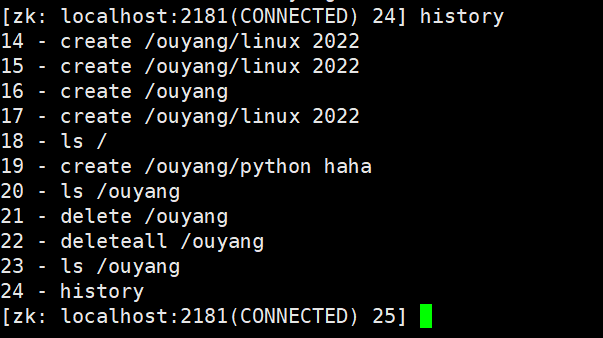 [zk: localhost:2181(CONNECTED) 24] history
14 - create /ouyang/linux 2022
15 - create /ouyang/linux 2022
16 - create /ouyang
17 - create /ouyang/linux 2022
18 - ls /
19 - create /ouyang/python haha
20 - ls /ouyang
21 - delete /ouyang
22 - deleteall /ouyang
23 - ls /ouyang
24 - history
[zk: localhost:2181(CONNECTED) 25]